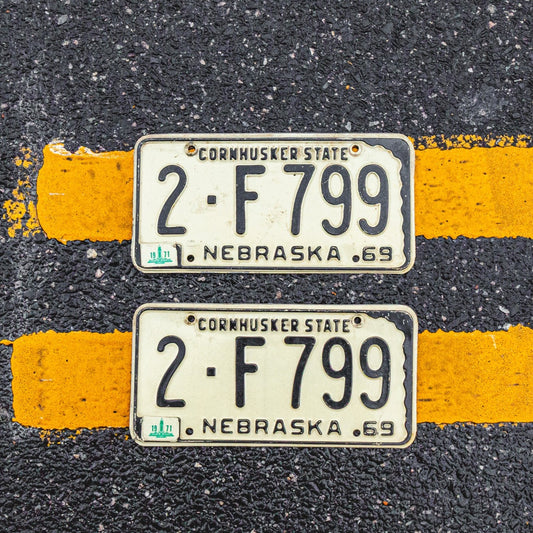 CORNHUSKER STATE
2·F 799
19 71
. NEBRASKA .69
CORNHUSKER STATE
2·F 799
19 71
. NEBRASKA .69